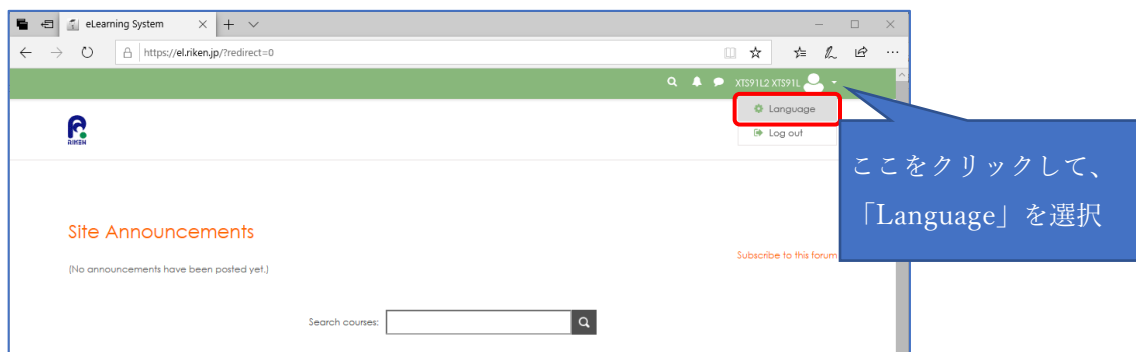 eLearning System
https://el.riken.jp/?redirect=0
XTS91L2 XTS91L
Language
Log out
RIKEN
ここをクリックして、
「Language」を選択
Site Announcements
Subscribe to this forum
(No announcements have been posted yet.)
Search courses: